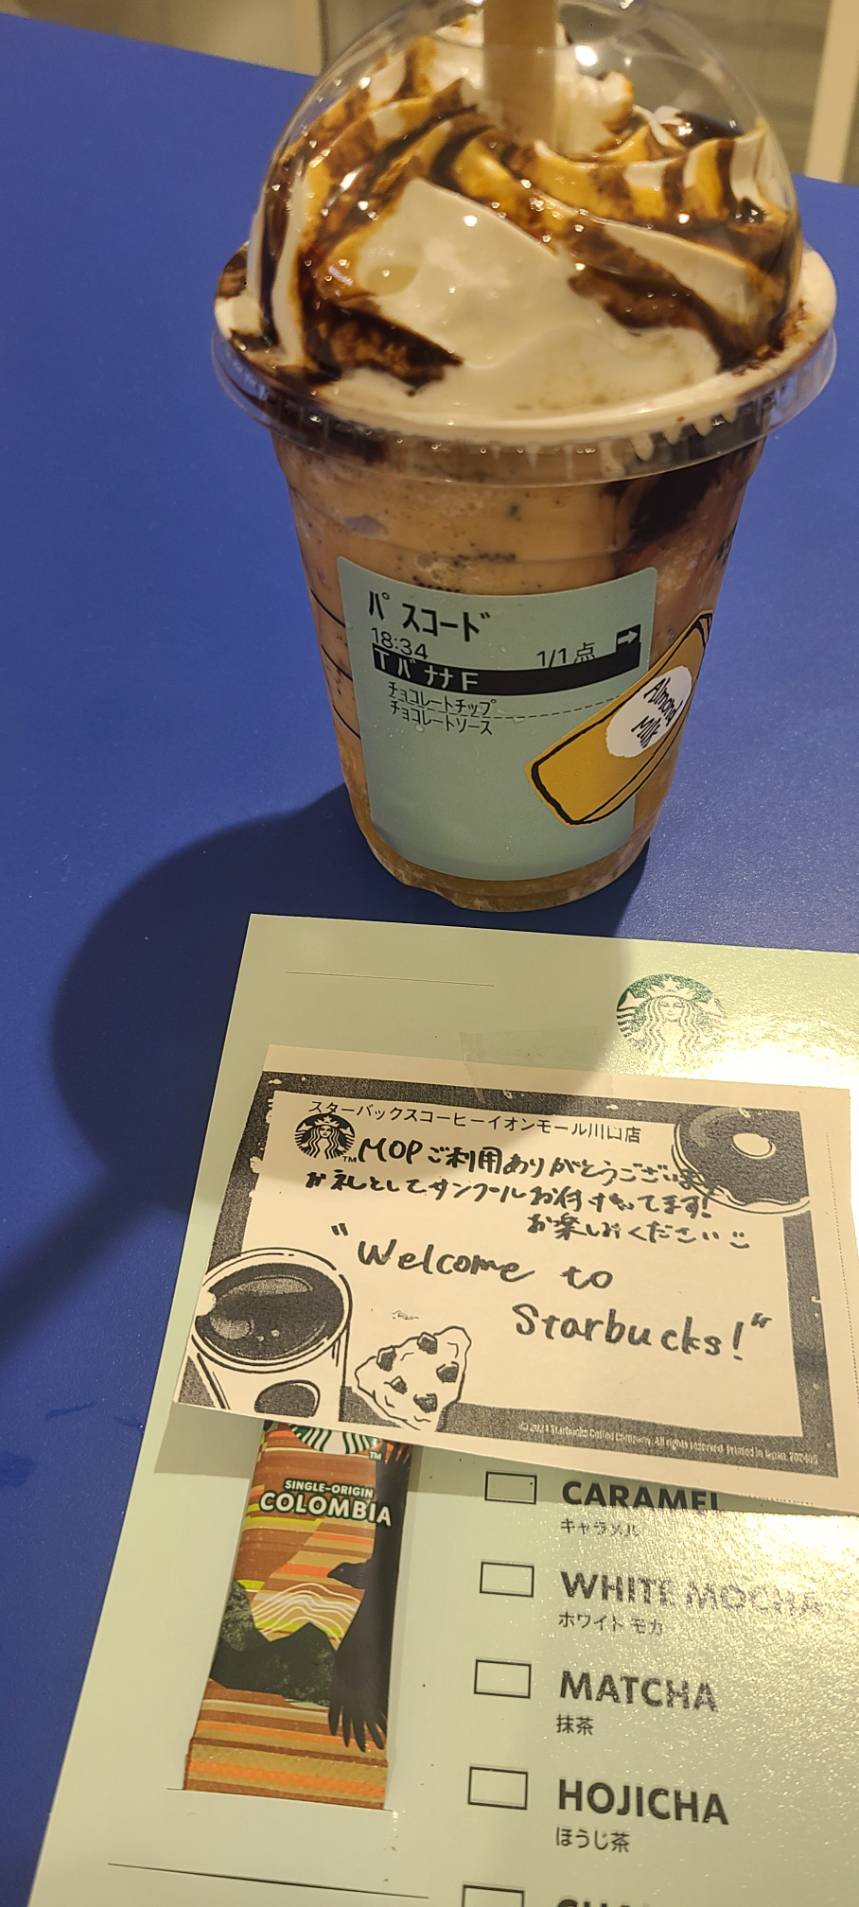 パスコード
18:34 1/1点
T バナナF
チョコレートチップ
チョコレートソース
Almond
Milk
スターバックスコーヒーイオンモール川口店
MOPご利用ありがとうございます
お礼としてサンプルお付けしてます!
お楽しみください
"Welcome to
Starbucks!"
SINGLE-ORIGIN
COLOMBIA
CARAMEL
キャラメル
WHITE MOCHA
ホワイト モカ
MATCHA
抹茶
HOJICHA
ほうじ茶